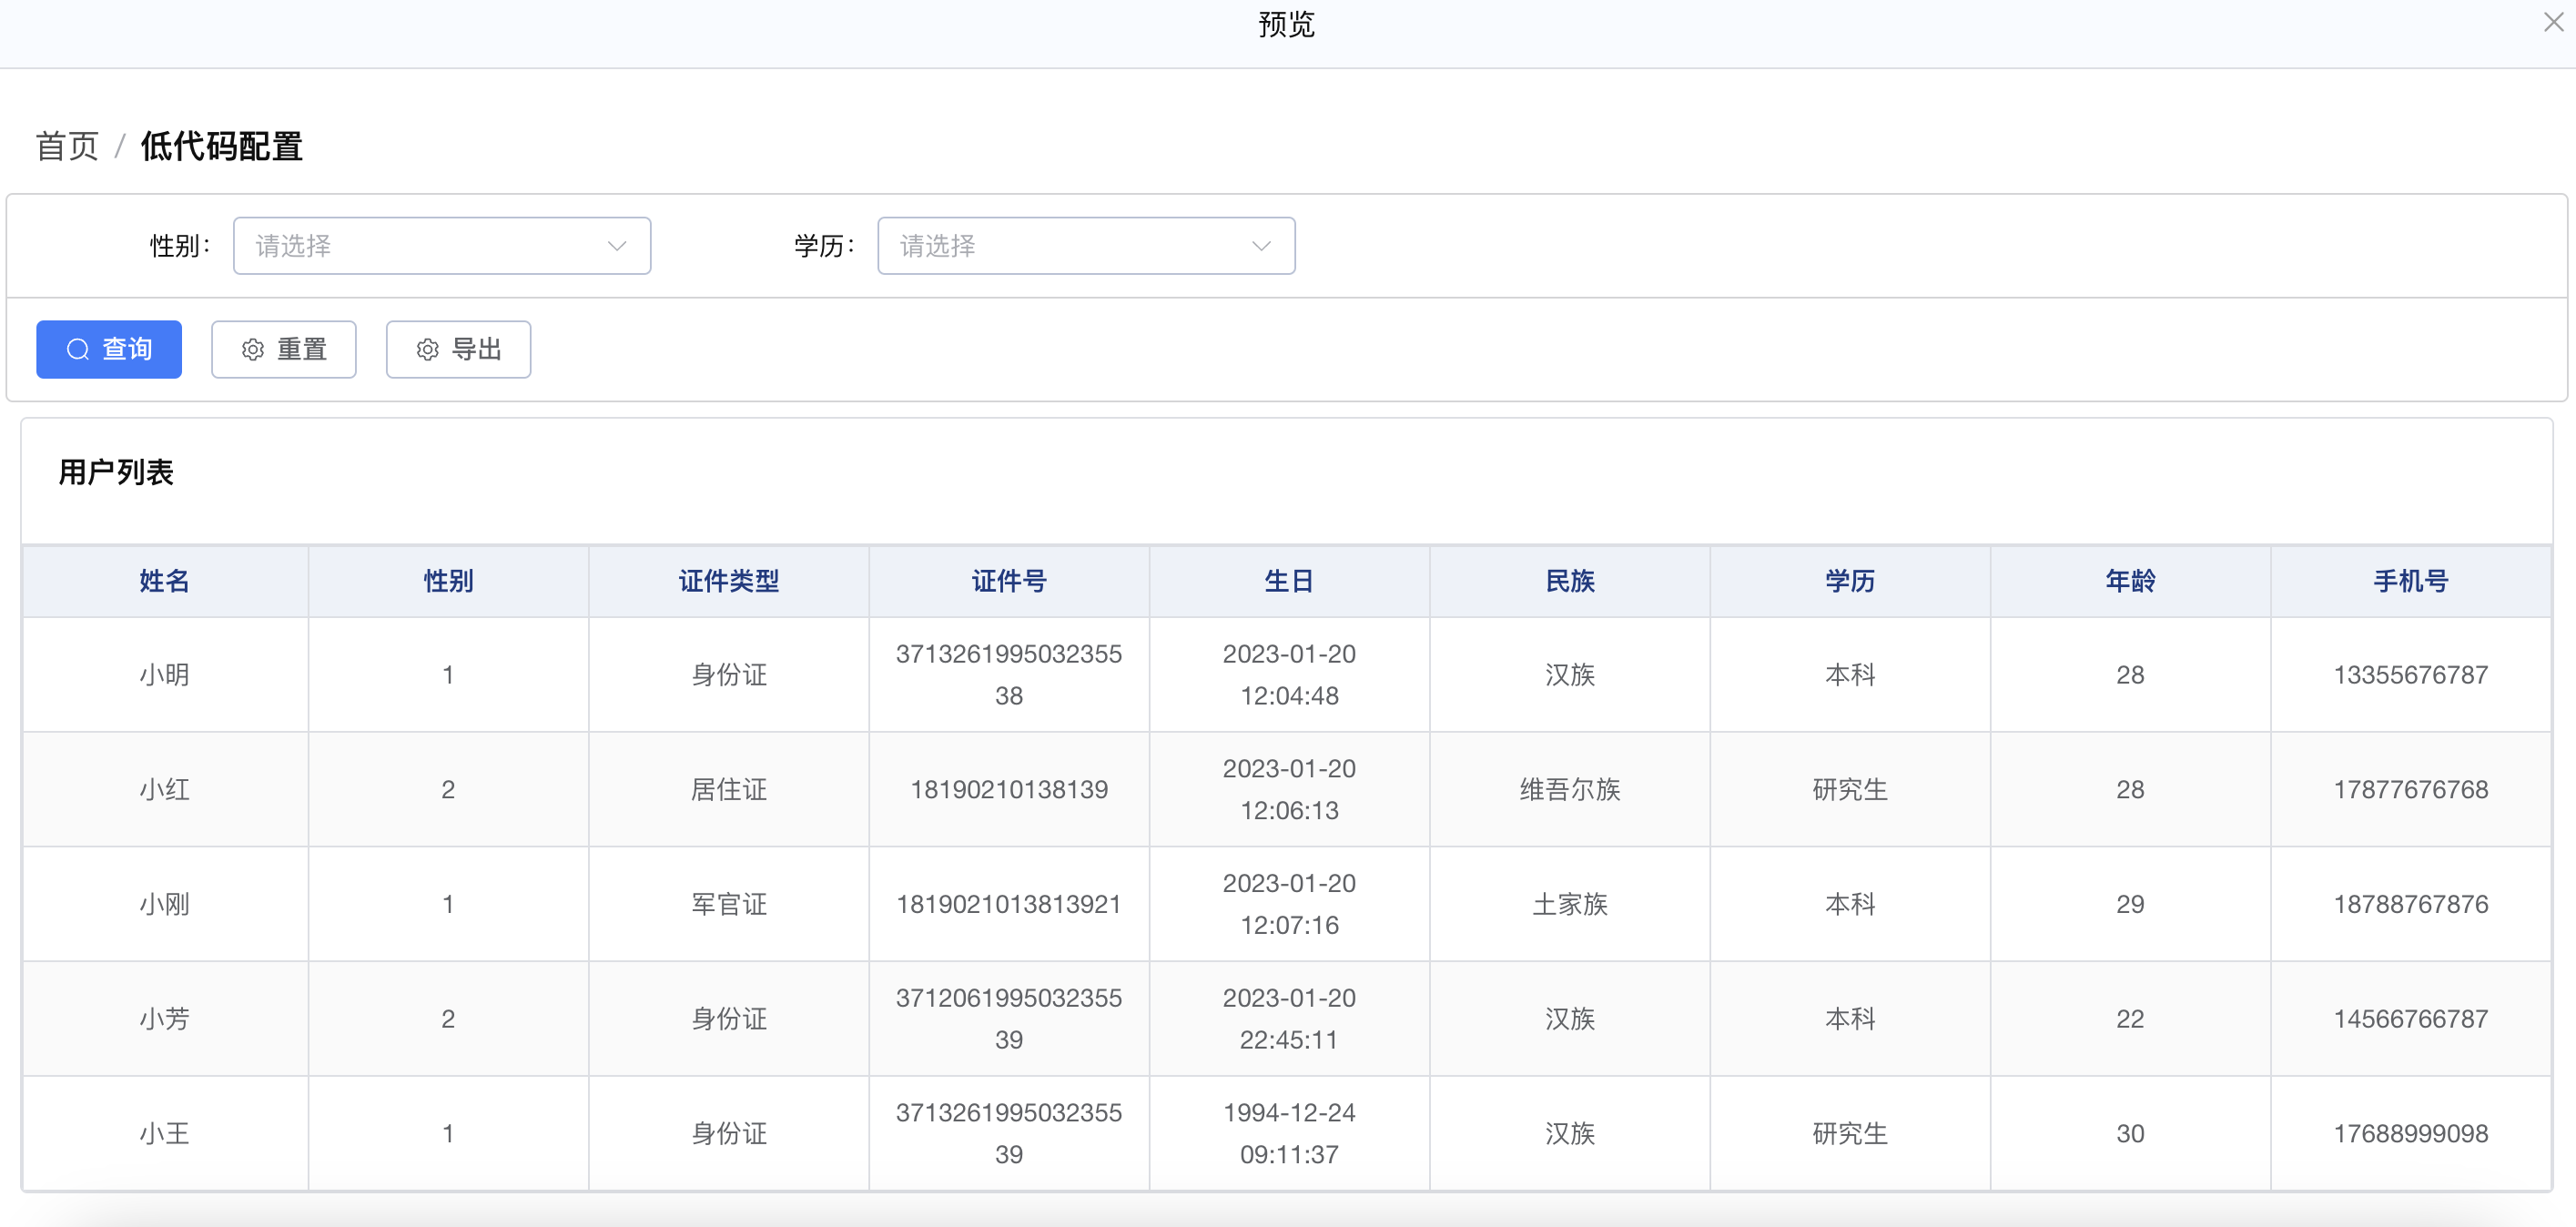 预览
首页 / 低代码配置
性别： 请选择 学历： 请选择
查询 重置 导出
用户列表
姓名 性别 证件类型 证件号 生日 民族 学历 年龄 手机号
小明 1 身份证 371326199503235538 2023-01-20 12:04:48 汉族 本科 28 13355676787
小红 2 居住证 18190210138139 2023-01-20 12:06:13 维吾尔族 研究生 28 17877676768
小刚 1 军官证 1819021013813921 2023-01-20 12:07:16 土家族 本科 29 18788767876
小芳 2 身份证 371206199503235539 2023-01-20 22:45:11 汉族 本科 22 14566766787
小王 1 身份证 371326199503235539 1994-12-24 09:11:37 汉族 研究生 30 17688999098